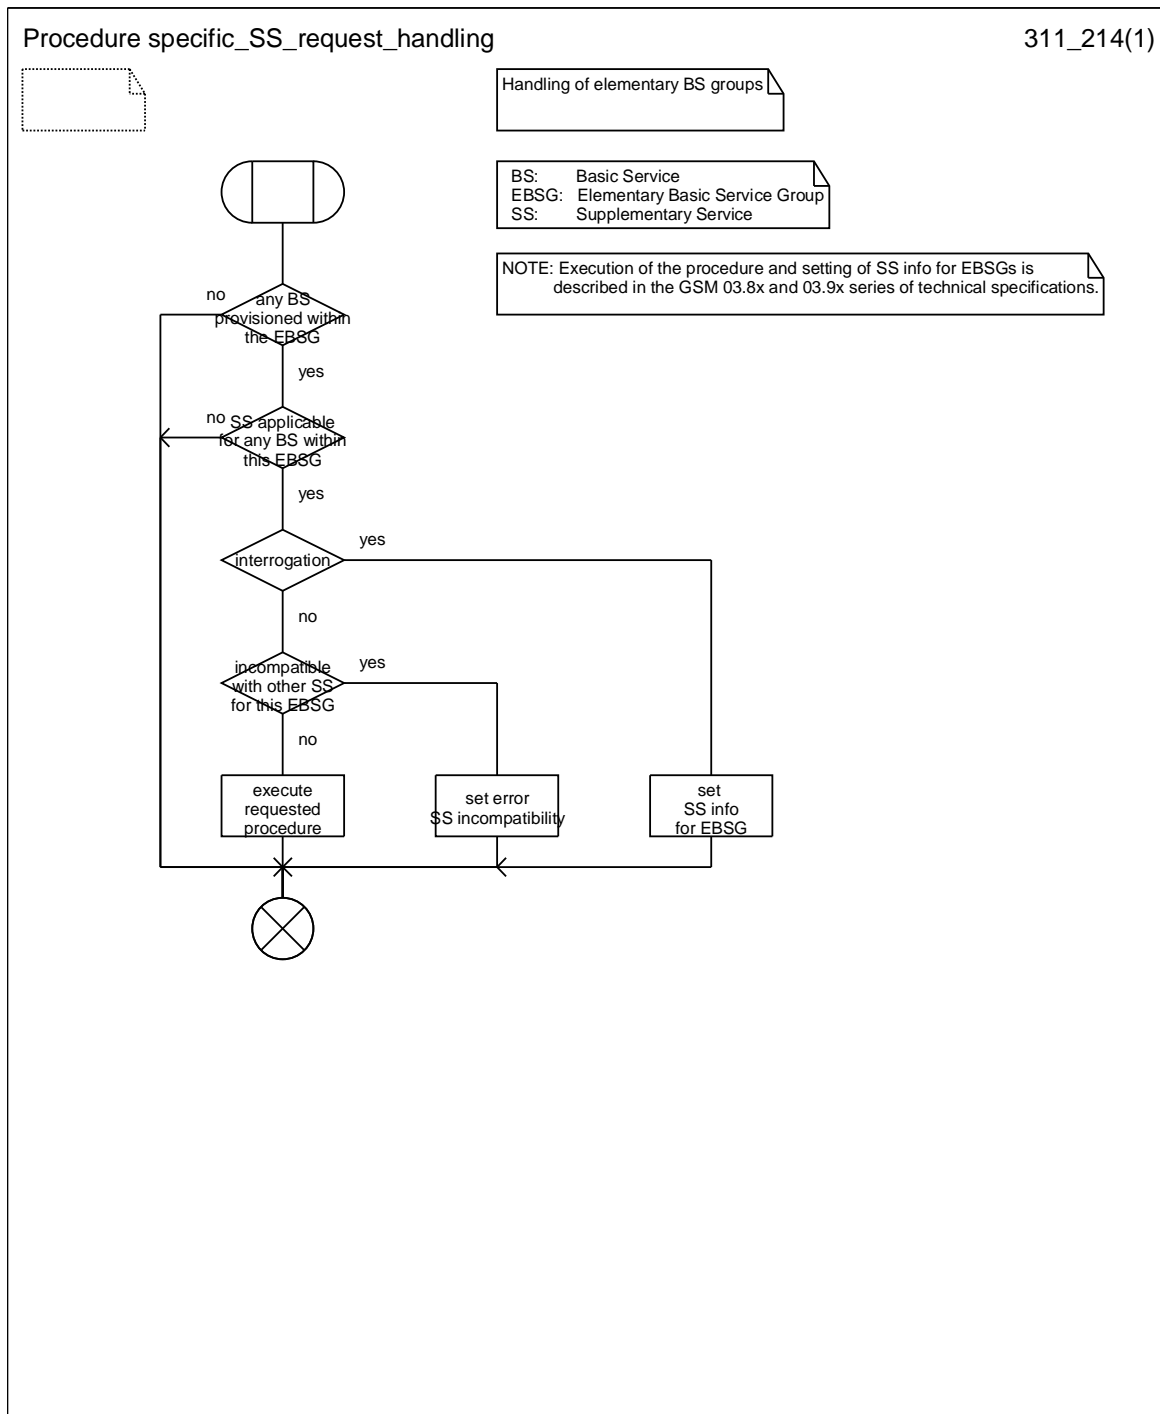 Procedure specific_SS_request_handling 311_214(1)
Handling of elementary BS groups
BS: Basic Service
EBSG: Elementary Basic Service Group
SS: Supplementary Service
NOTE: Execution of the procedure and setting of SS info for EBSGs is
described in the GSM 03.8x and 03.9x series of technical specifications.
no
any BS
provisioned within
the EBSG
yes
no
SS applicable
for any BS within
this EBSG
yes
interrogation
yes
no
incompatible
with other SS
for this EBSG
yes
no
execute
requested
procedure
set error
SS incompatibility
set
SS info
for EBSG